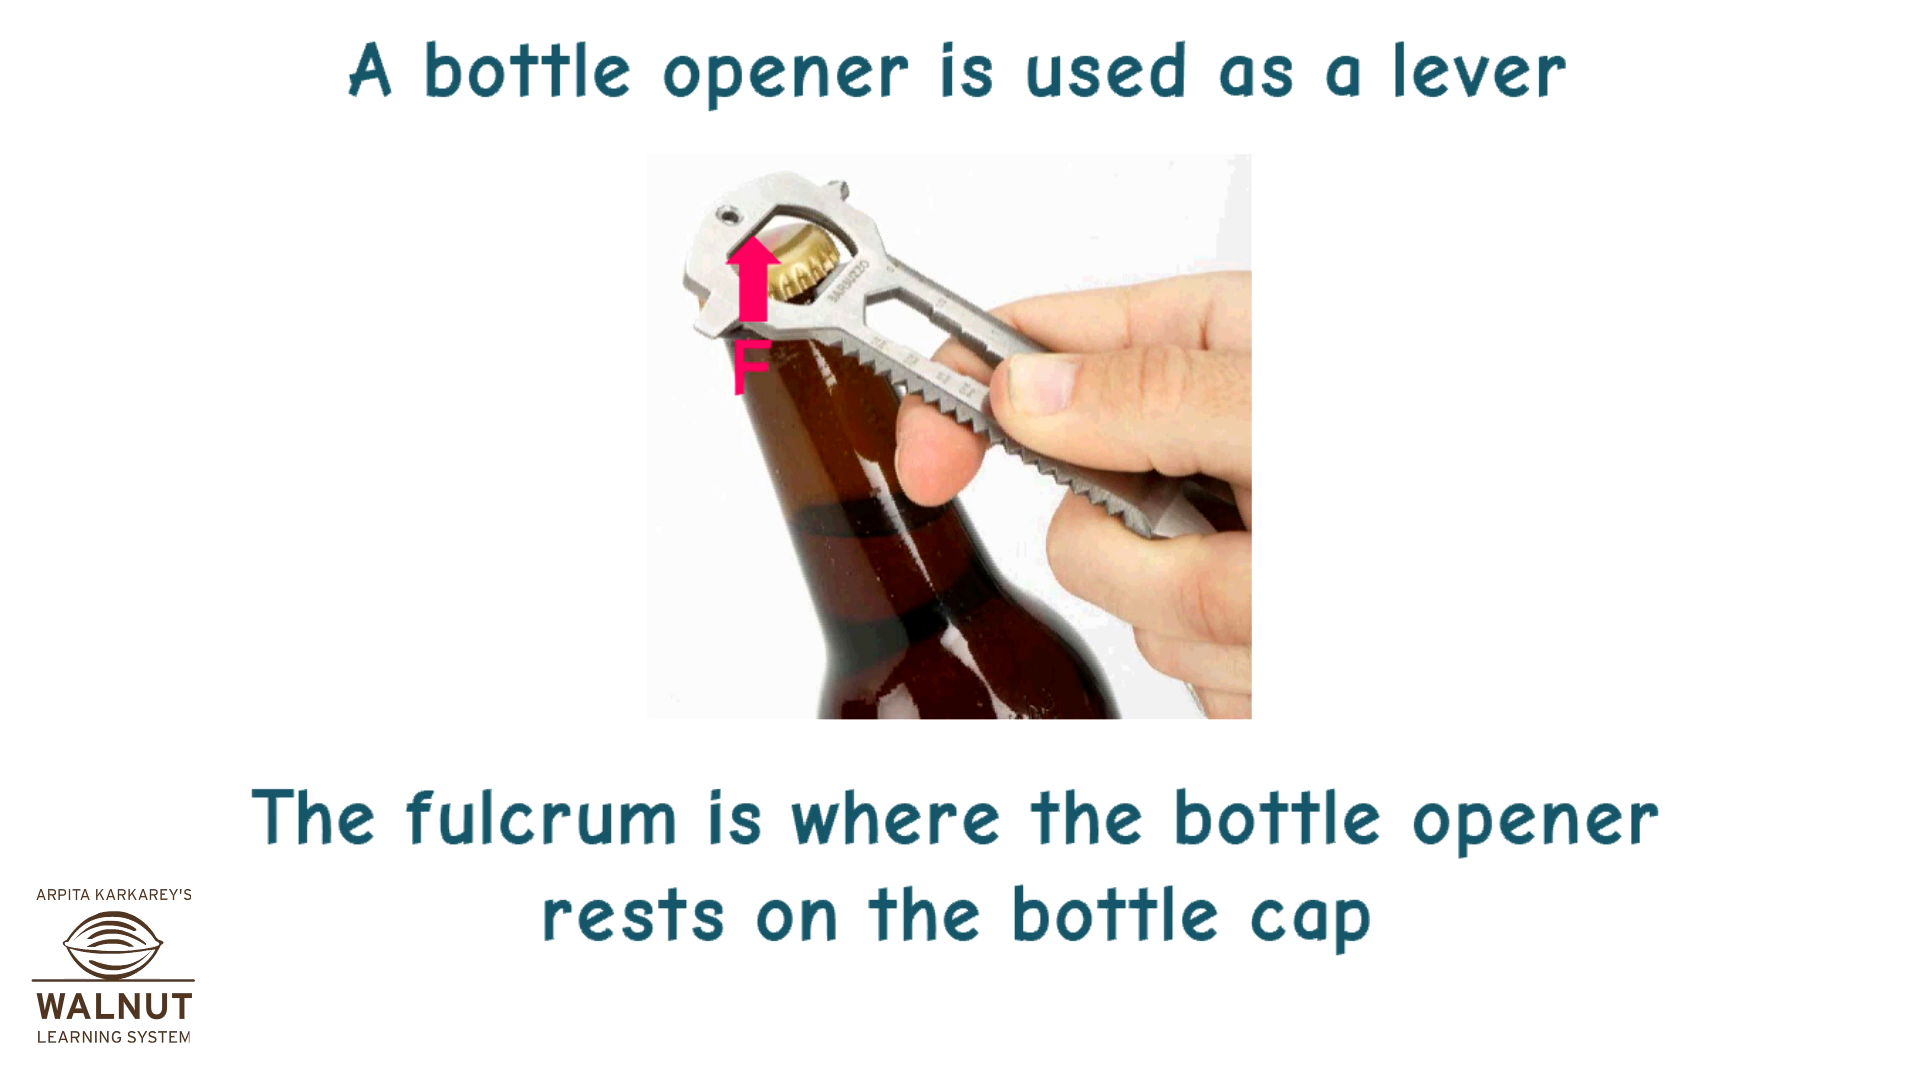 A bottle opener is used as a lever
BARBUZZO
F
The fulcrum is where the bottle opener
rests on the bottle cap
ARPITA KARKAREY'S
WALNUT
LEARNING SYSTEM